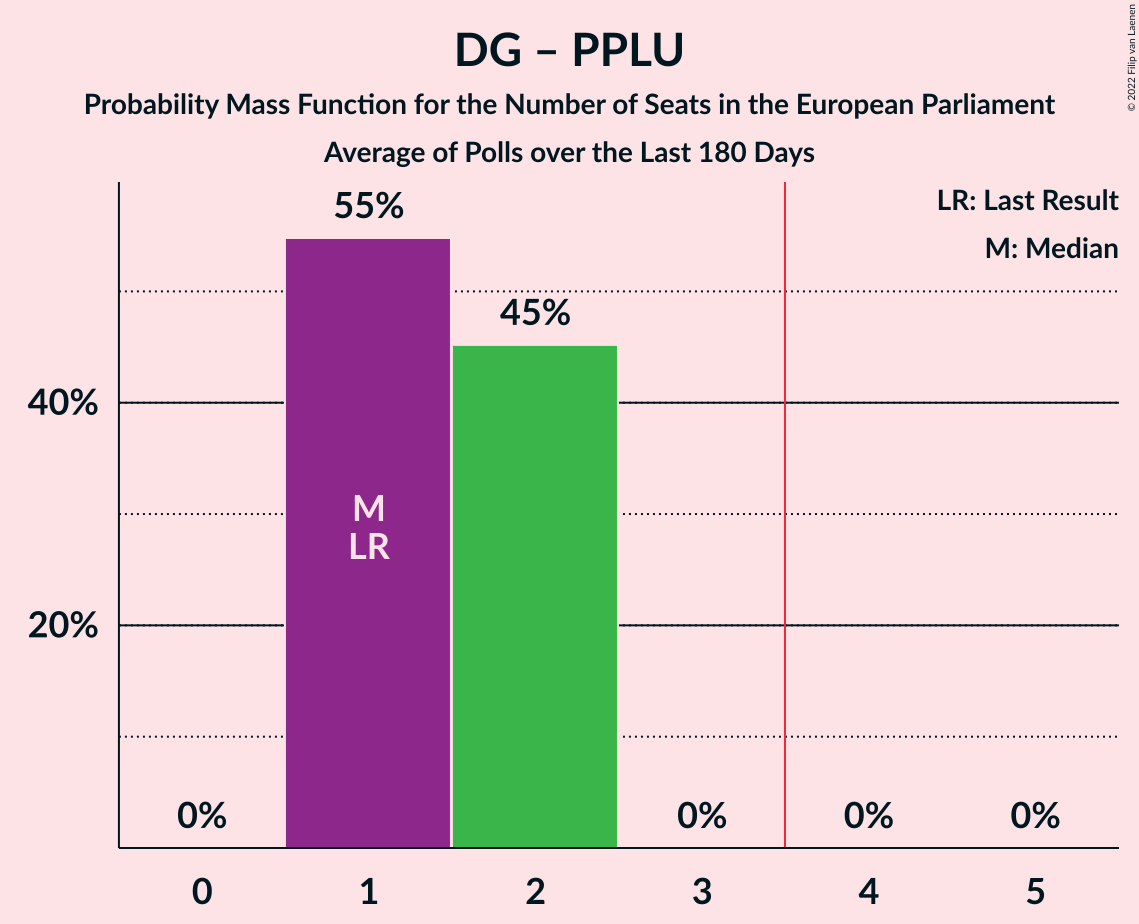 DG – PPLU
Probability Mass Function for the Number of Seats in the European Parliament
Average of Polls over the Last 180 Days
© 2022 Filip van Laenen
LR: Last Result
M: Median
55%
45%
40%
20%
M
LR
0%
0%
0%
0%
0 1 2 3 4 5